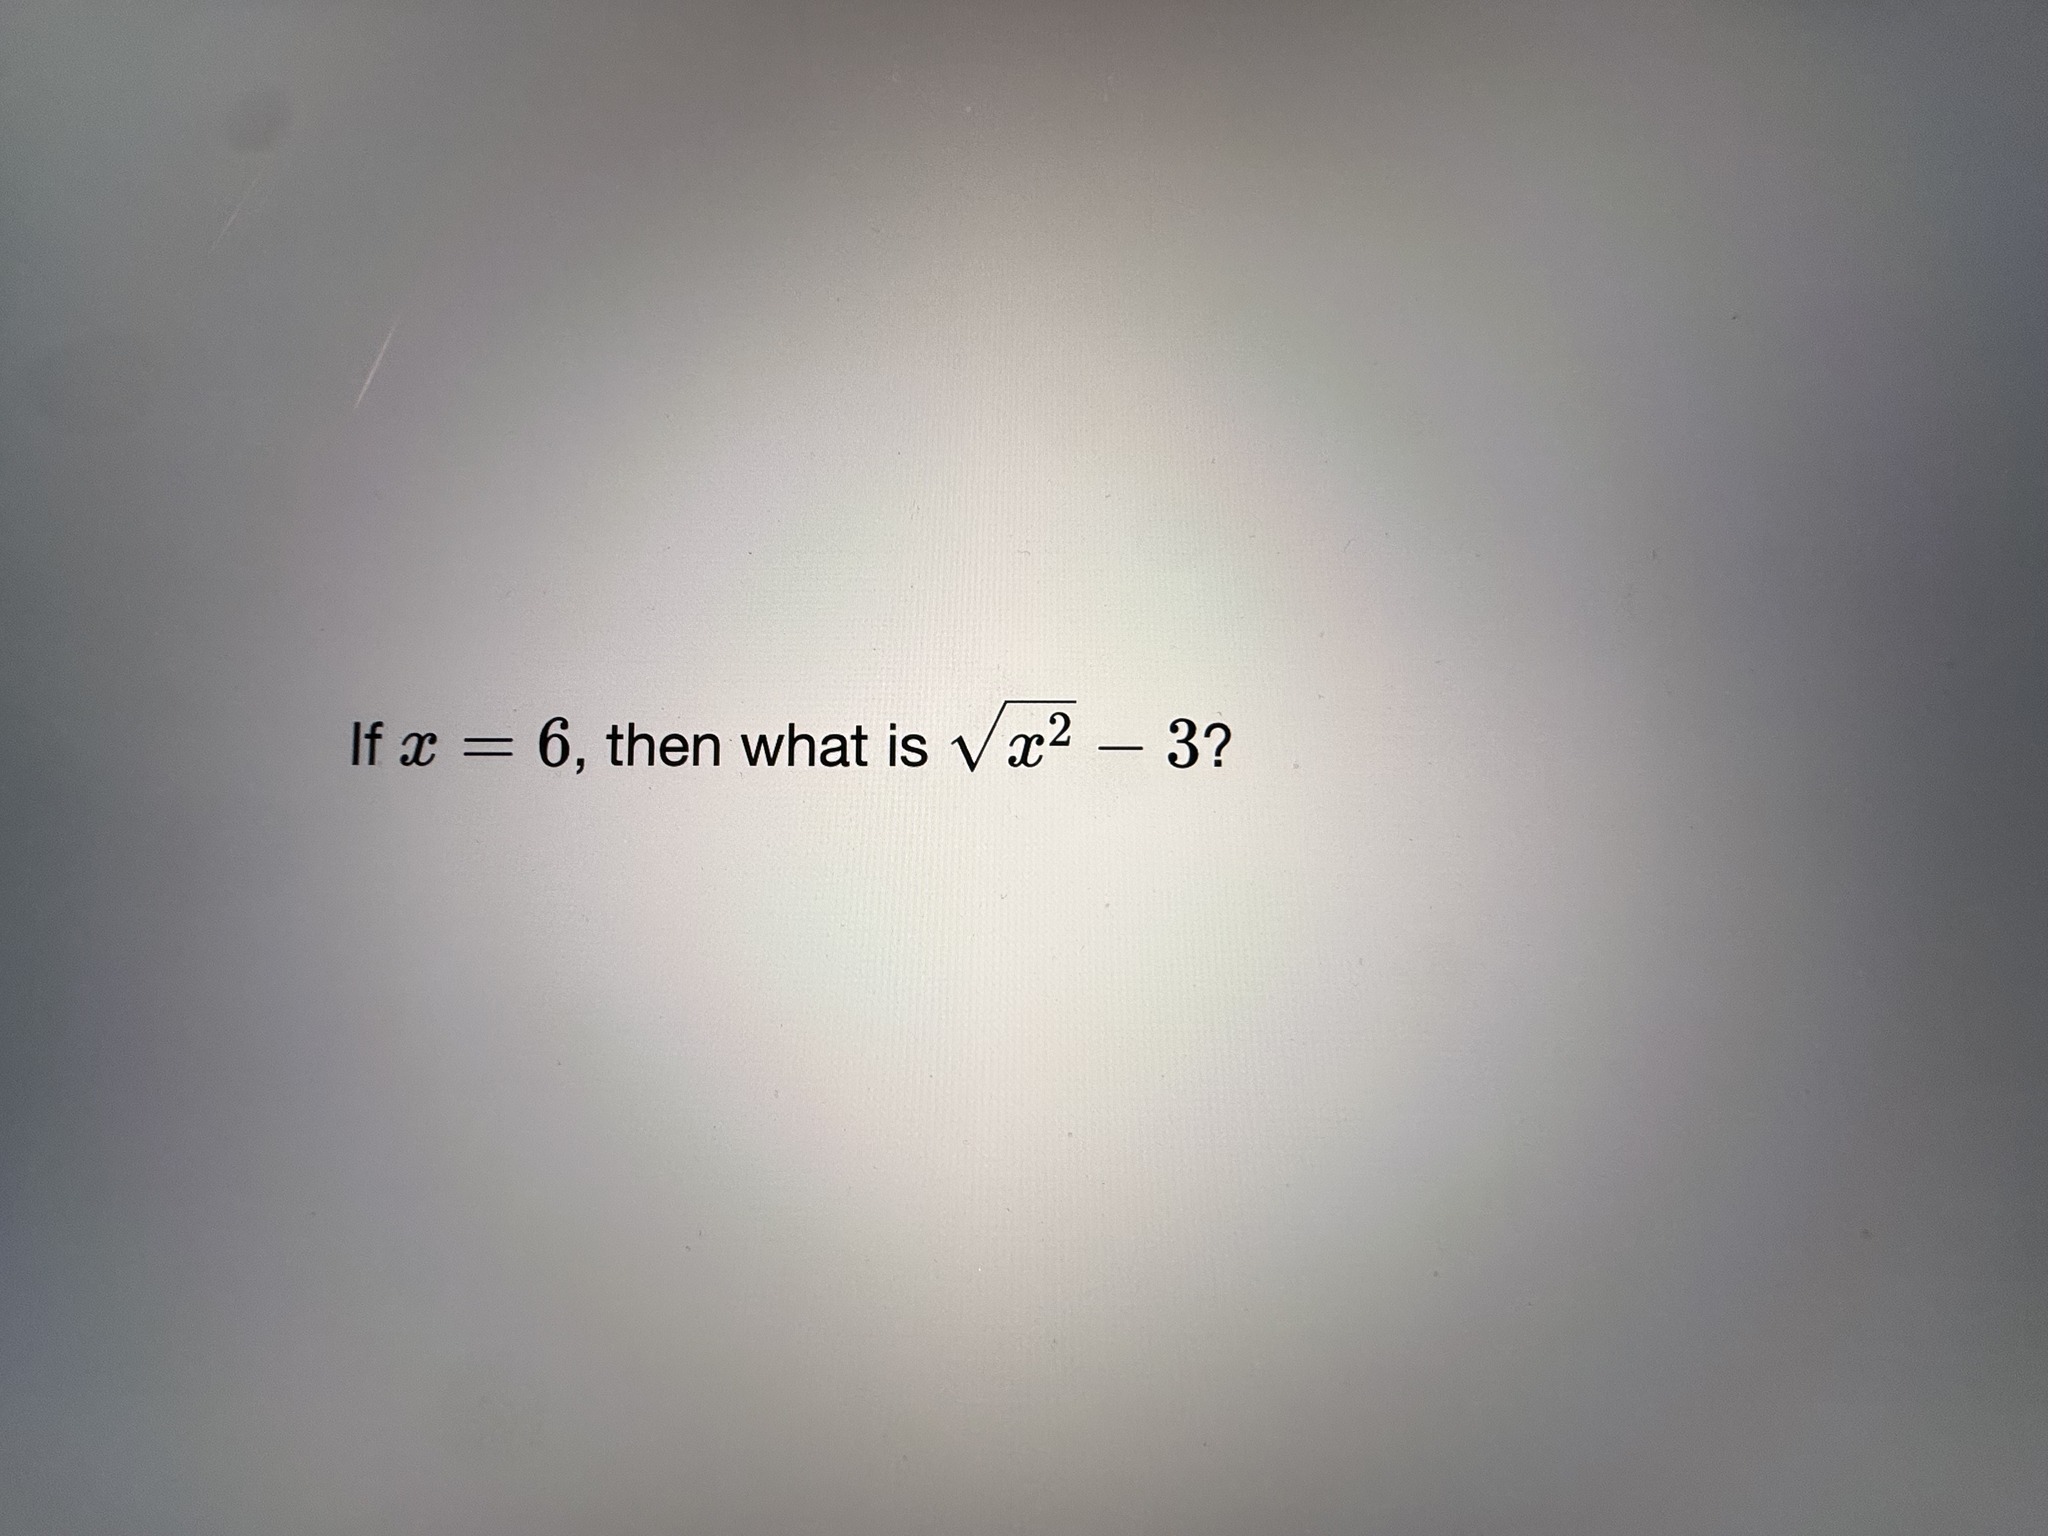 If x = 6, then what is √x² − 3?